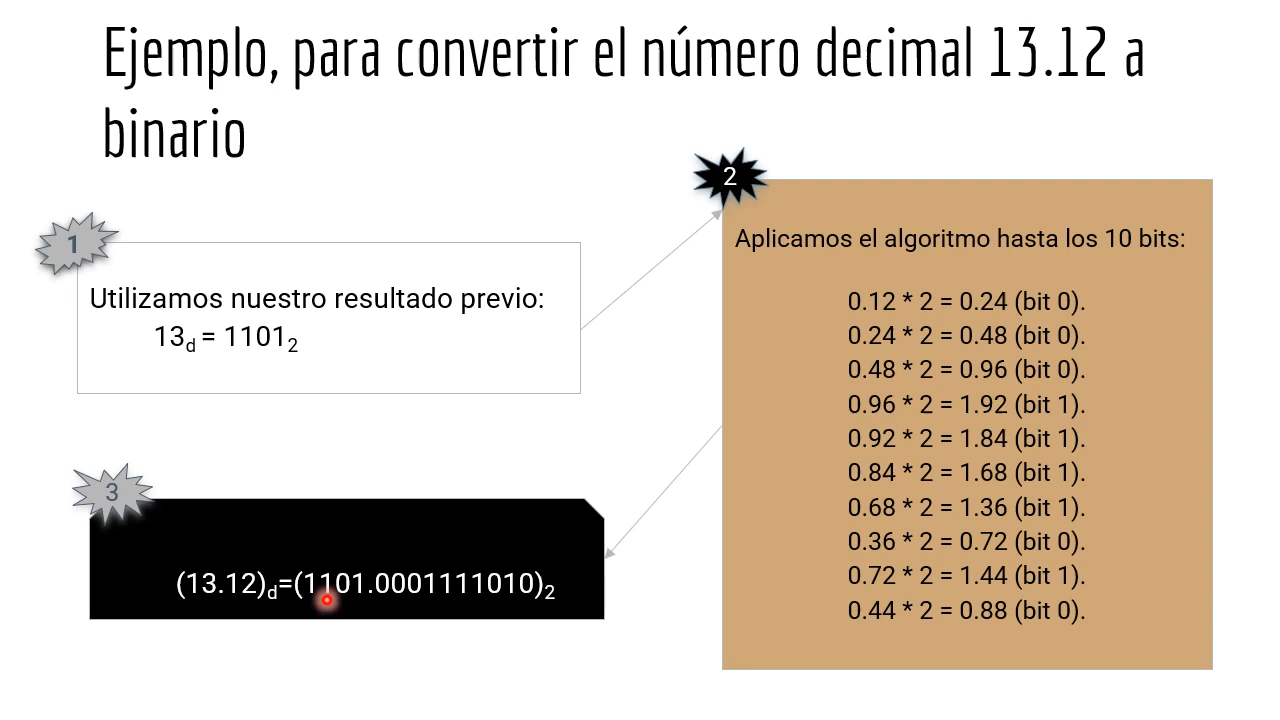 Ejemplo, para convertir el número decimal 13.12 a
binario
1
Utilizamos nuestro resultado previo:
13d = 11012
2
Aplicamos el algoritmo hasta los 10 bits:
0.12 * 2 = 0.24 (bit 0).
0.24 * 2 = 0.48 (bit 0).
0.48 * 2 = 0.96 (bit 0).
0.96 * 2 = 1.92 (bit 1).
0.92 * 2 = 1.84 (bit 1).
0.84 * 2 = 1.68 (bit 1).
0.68 * 2 = 1.36 (bit 1).
0.36 * 2 = 0.72 (bit 0).
0.72 * 2 = 1.44 (bit 1).
0.44 * 2 = 0.88 (bit 0).
3
(13.12)d=(1101.0001111010)2